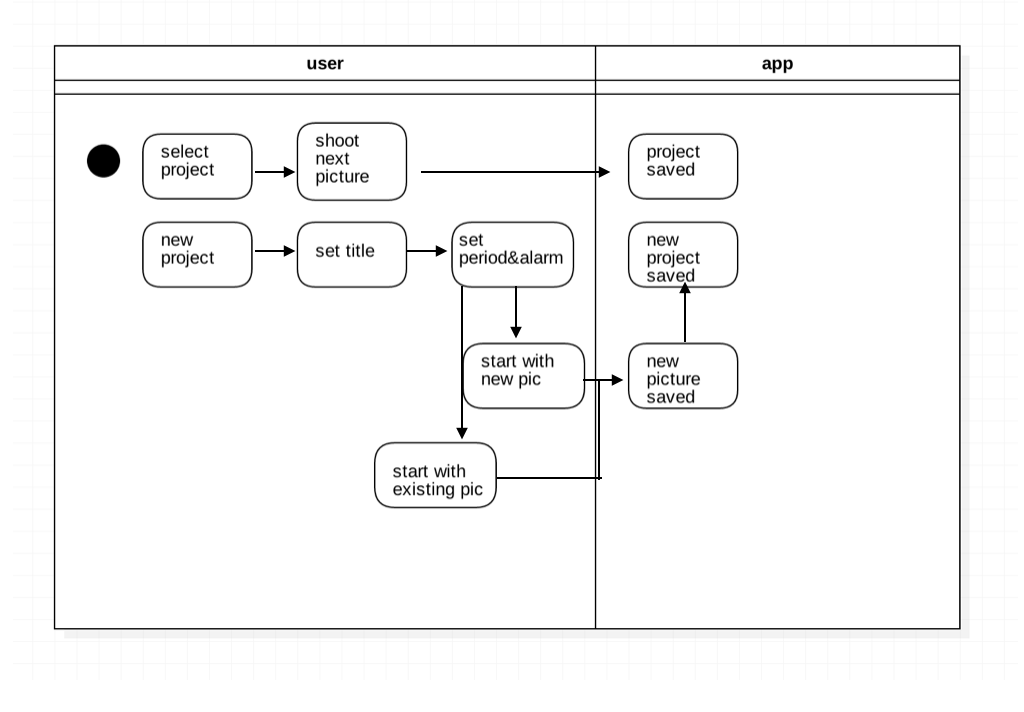 user
app
select
project
shoot
next
picture
project
saved
new
project
set title
set
period&alarm
new
project
saved
start with
new pic
new
picture
saved
start with
existing pic